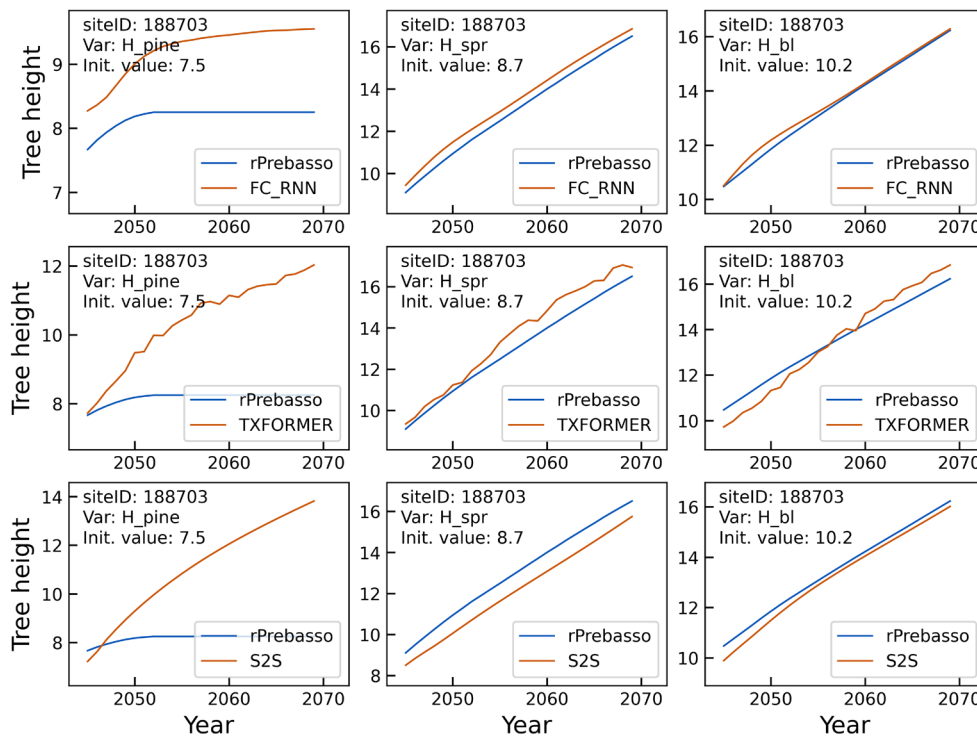 siteID: 188703
Var: H_pine
Init. value: 7.5
Tree height
9
8
7
2050
2060
2070
rPrebasso
FC_RNN
siteID: 188703
Var: H_spr
Init. value: 8.7
16
14
12
10
2050
2060
2070
rPrebasso
FC_RNN
siteID: 188703
Var: H_bl
Init. value: 10.2
16
14
12
10
2050
2060
2070
rPrebasso
FC_RNN
siteID: 188703
Var: H_pine
Init. value: 7.5
Tree height
12
10
8
2050
2060
2070
rPrebasso
TXFORMER
siteID: 188703
Var: H_spr
Init. value: 8.7
16
14
12
10
2050
2060
2070
rPrebasso
TXFORMER
siteID: 188703
Var: H_bl
Init. value: 10.2
16
14
12
10
2050
2060
2070
rPrebasso
TXFORMER
siteID: 188703
Var: H_pine
Init. value: 7.5
Tree height
14
12
10
8
2050
2060
2070
rPrebasso
S2S
Year
siteID: 188703
Var: H_spr
Init. value: 8.7
16
14
12
10
8
2050
2060
2070
rPrebasso
S2S
Year
siteID: 188703
Var: H_bl
Init. value: 10.2
16
14
12
10
2050
2060
2070
rPrebasso
S2S
Year